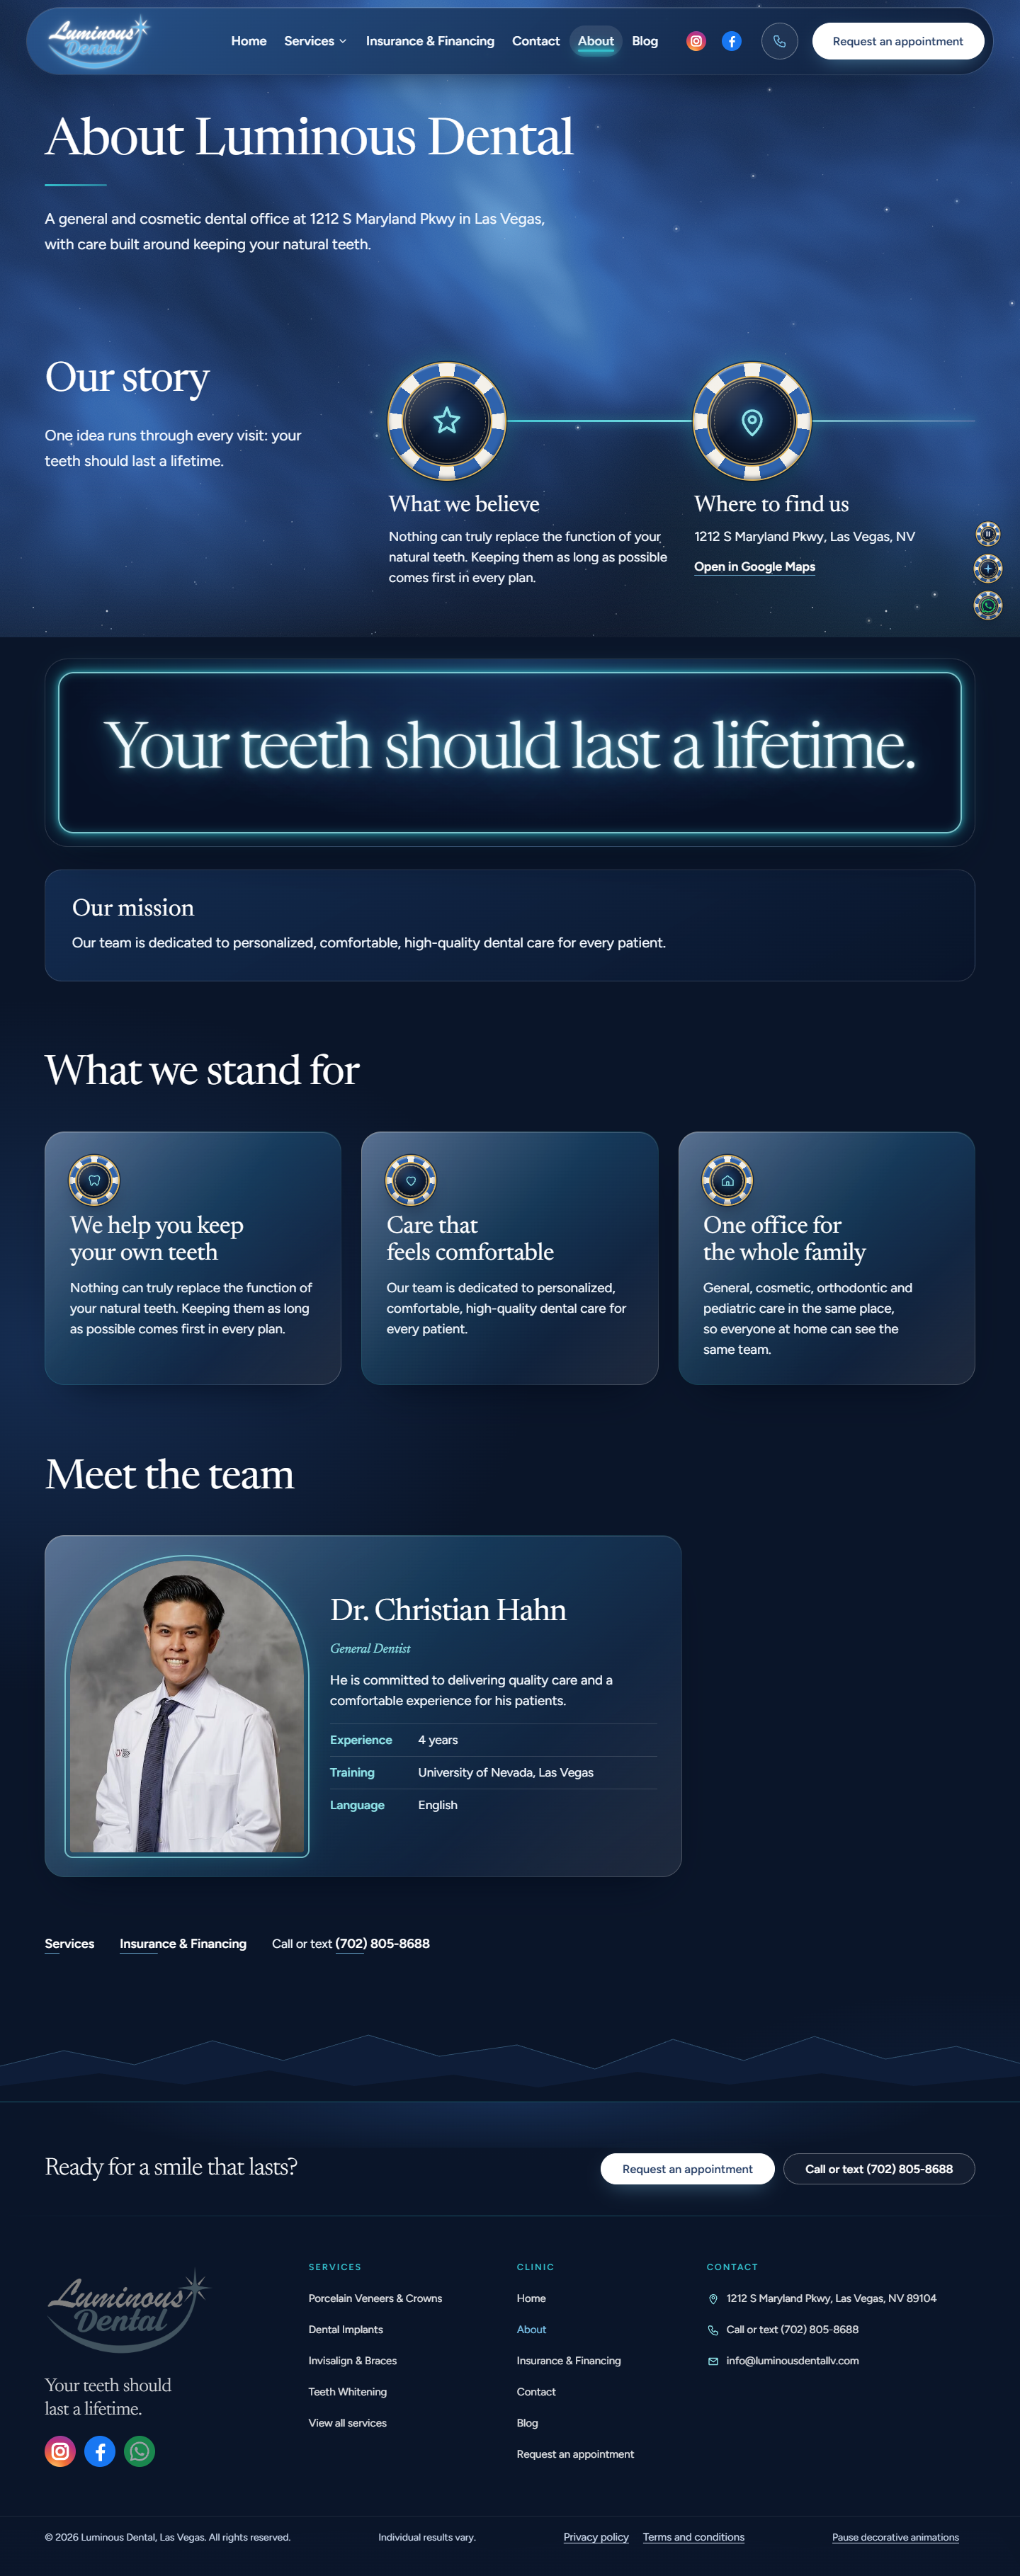 Luminous
Dental
Home
Services
Insurance & Financing
Contact
About
Blog
Request an appointment
About Luminous Dental
A general and cosmetic dental office at 1212 S Maryland Pkwy in Las Vegas,
with care built around keeping your natural teeth.
Our story
One idea runs through every visit: your
teeth should last a lifetime.
What we believe
Nothing can truly replace the function of your
natural teeth. Keeping them as long as possible
comes first in every plan.
Where to find us
1212 S Maryland Pkwy, Las Vegas, NV
Open in Google Maps
Your teeth should last a lifetime.
Our mission
Our team is dedicated to personalized, comfortable, high-quality dental care for every patient.
What we stand for
We help you keep
your own teeth
Nothing can truly replace the function of
your natural teeth. Keeping them as long
as possible comes first in every plan.
Care that
feels comfortable
Our team is dedicated to personalized,
comfortable, high-quality dental care for
every patient.
One office for
the whole family
General, cosmetic, orthodontic and
pediatric care in the same place,
so everyone at home can see the
same team.
Meet the team
Dr. Christian Hahn
General Dentist
He is committed to delivering quality care and a
comfortable experience for his patients.
Experience 4 years
Training University of Nevada, Las Vegas
Language English
Services
Insurance & Financing
Call or text (702) 805-8688
Ready for a smile that lasts?
Request an appointment
Call or text (702) 805-8688
Luminous
Dental
Your teeth should
last a lifetime.
SERVICES
Porcelain Veneers & Crowns
Dental Implants
Invisalign & Braces
Teeth Whitening
View all services
CLINIC
Home
About
Insurance & Financing
Contact
Blog
Request an appointment
CONTACT
1212 S Maryland Pkwy, Las Vegas, NV 89104
Call or text (702) 805-8688
info@luminousdentallv.com
© 2026 Luminous Dental, Las Vegas. All rights reserved.
Individual results vary.
Privacy policy
Terms and conditions
Pause decorative animations